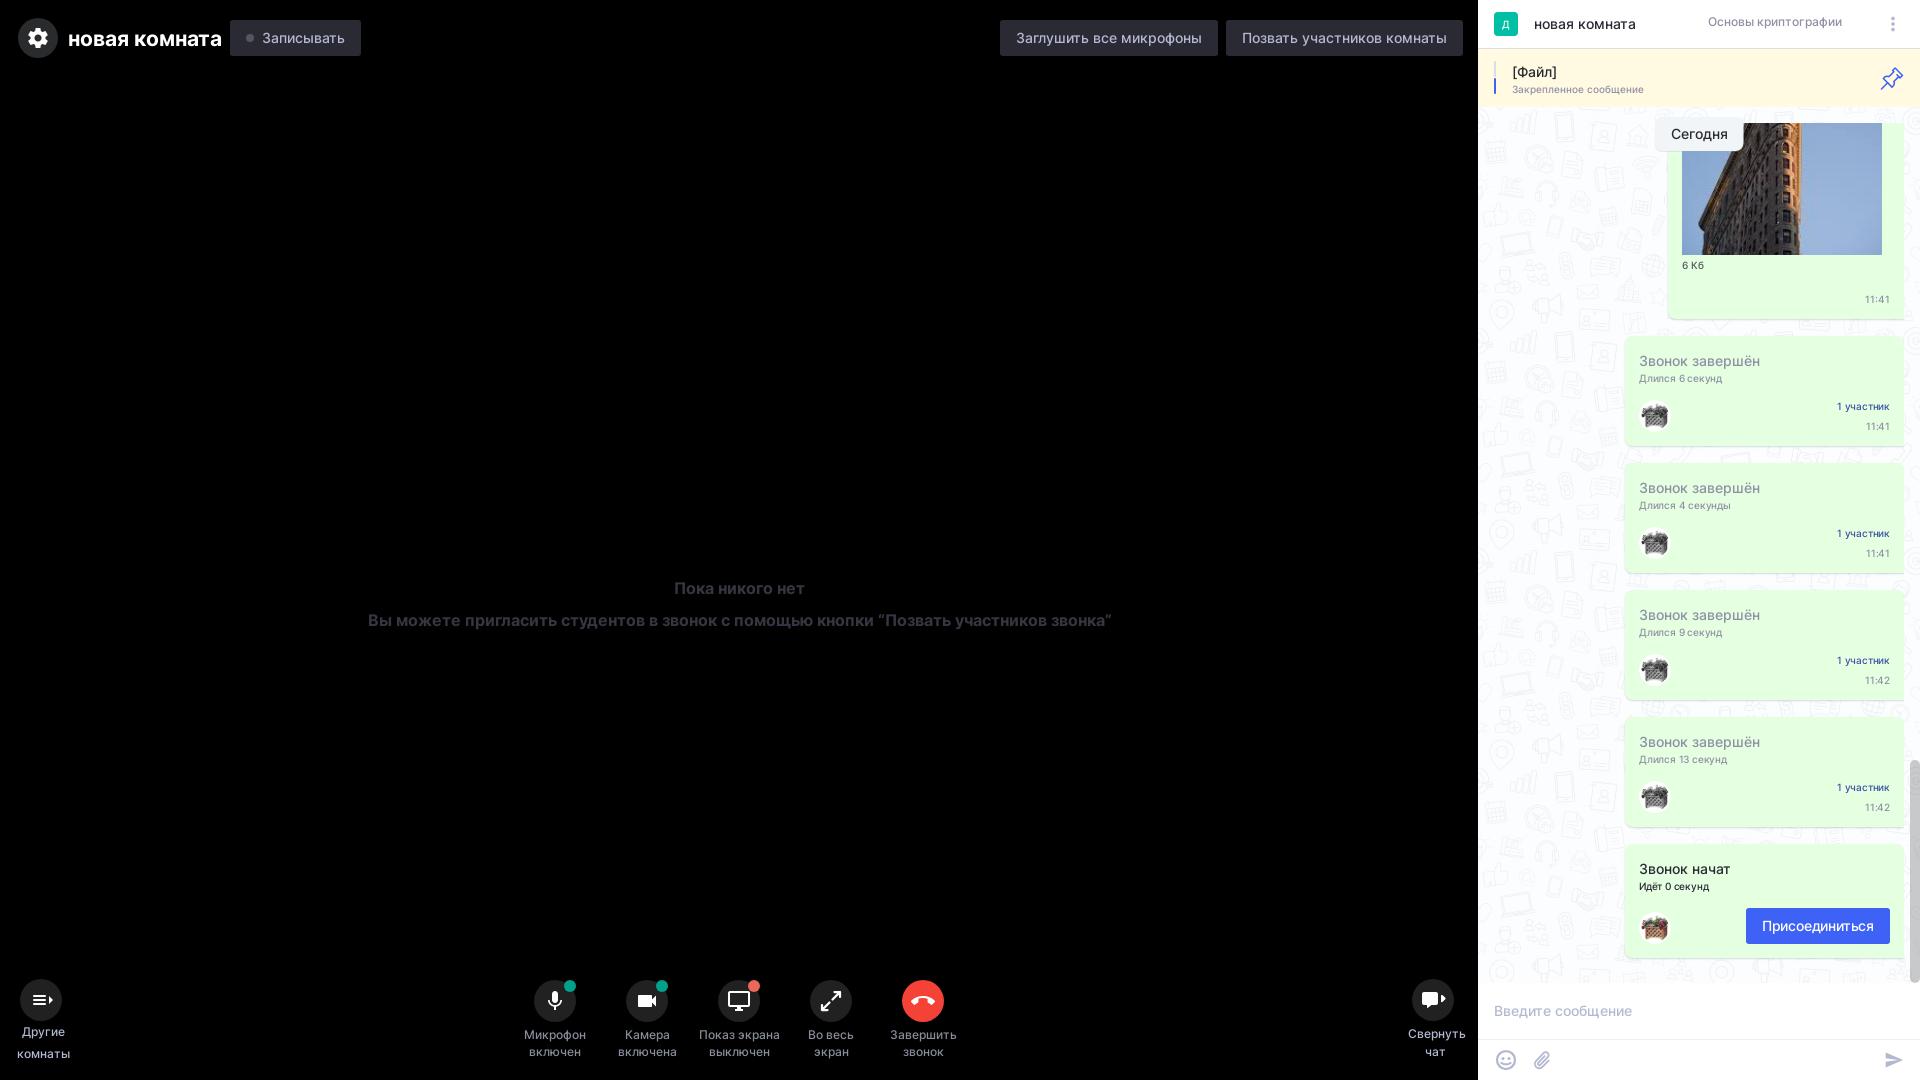 новая комната
Записывать
Заглушить все микрофоны
Позвать участников комнаты
Пока никого нет
Вы можете пригласить студентов в звонок с помощью кнопки “Позвать участников звонка”
Другие
комнаты
Микрофон
включен
Камера
включена
Показ экрана
выключен
Во весь
экран
Завершить
звонок
Свернуть
чат
Д
новая комната
Основы криптографии
[Файл]
Закрепленное сообщение
Сегодня
6 Кб
11:41
Звонок завершён
Длился 6 секунд
1 участник
11:41
Звонок завершён
Длился 4 секунды
1 участник
11:41
Звонок завершён
Длился 9 секунд
1 участник
11:42
Звонок завершён
Длился 13 секунд
1 участник
11:42
Звонок начат
Идёт 0 секунд
Присоединиться
Введите сообщение